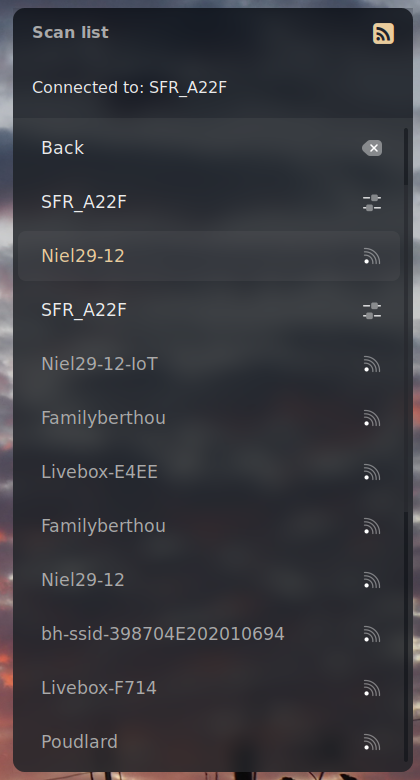 Scan list
Connected to: SFR_A22F
Back
SFR_A22F
Niel29-12
SFR_A22F
Niel29-12-IoT
Familyberthou
Livebox-E4EE
Familyberthou
Niel29-12
bh-ssid-398704E202010694
Livebox-F714
Poudlard